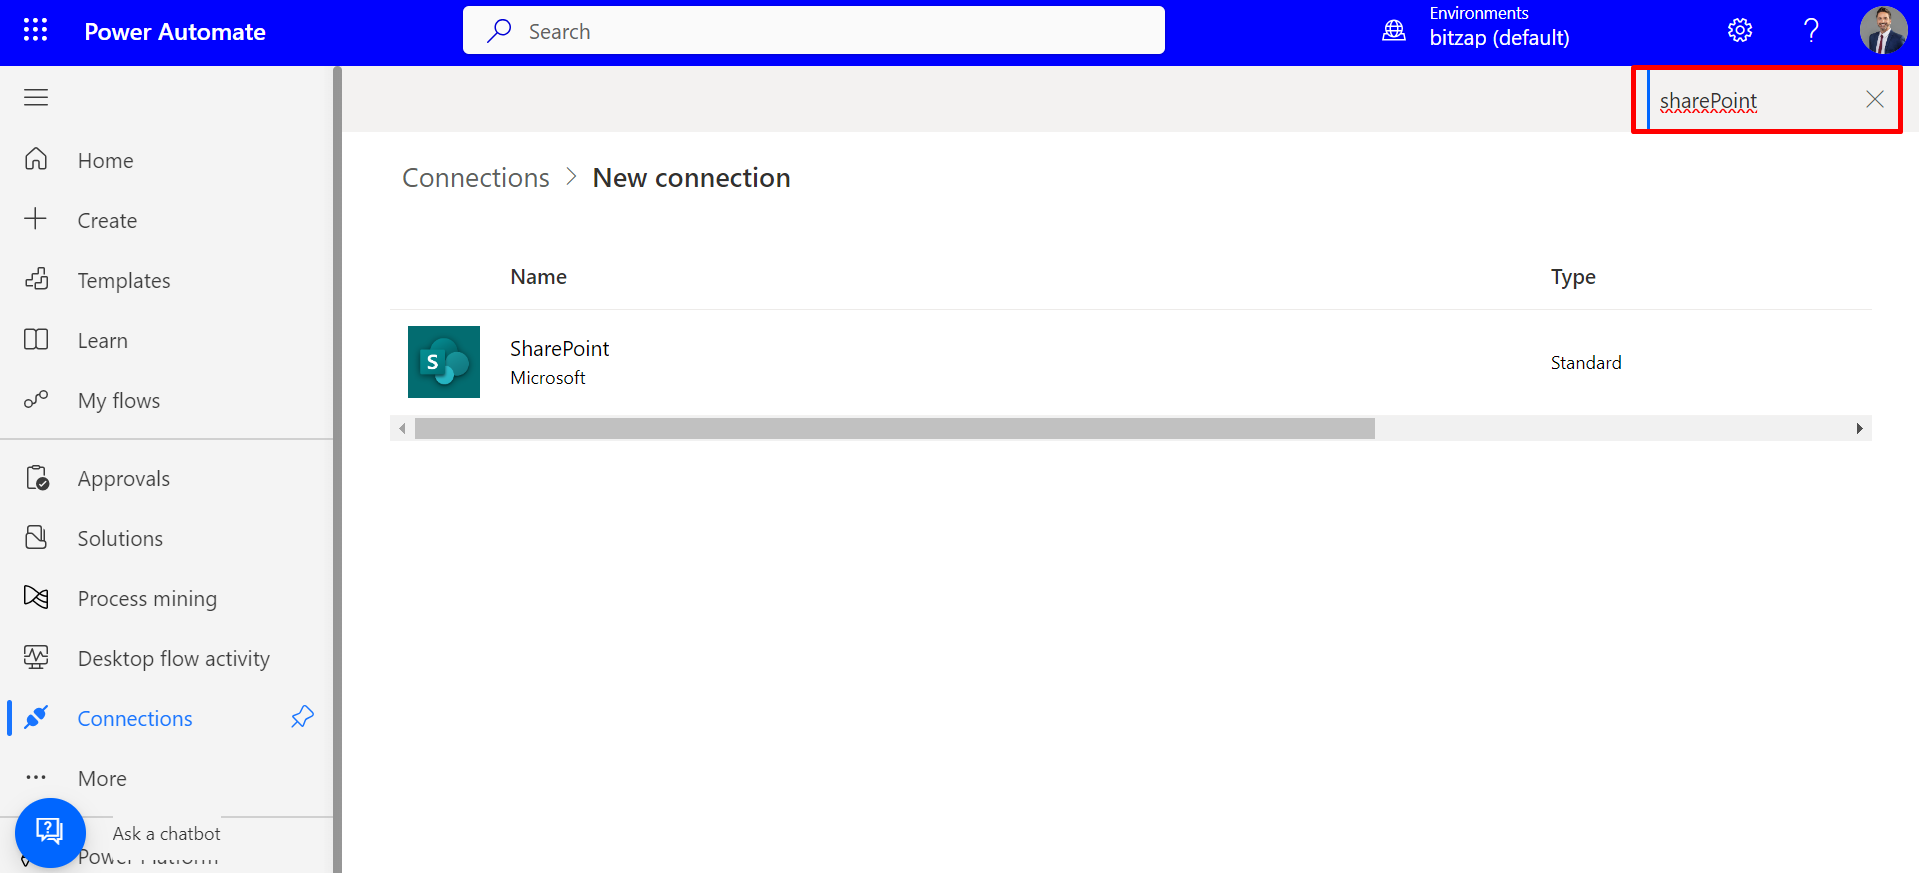 Power Automate
Search
Environments
bitzap (default)
sharePoint
Home
Create
Templates
Learn
My flows
Approvals
Solutions
Process mining
Desktop flow activity
Connections
More
Ask a chatbot
Power Platform
Connections > New connection
Name Type
S
SharePoint
Microsoft
Standard